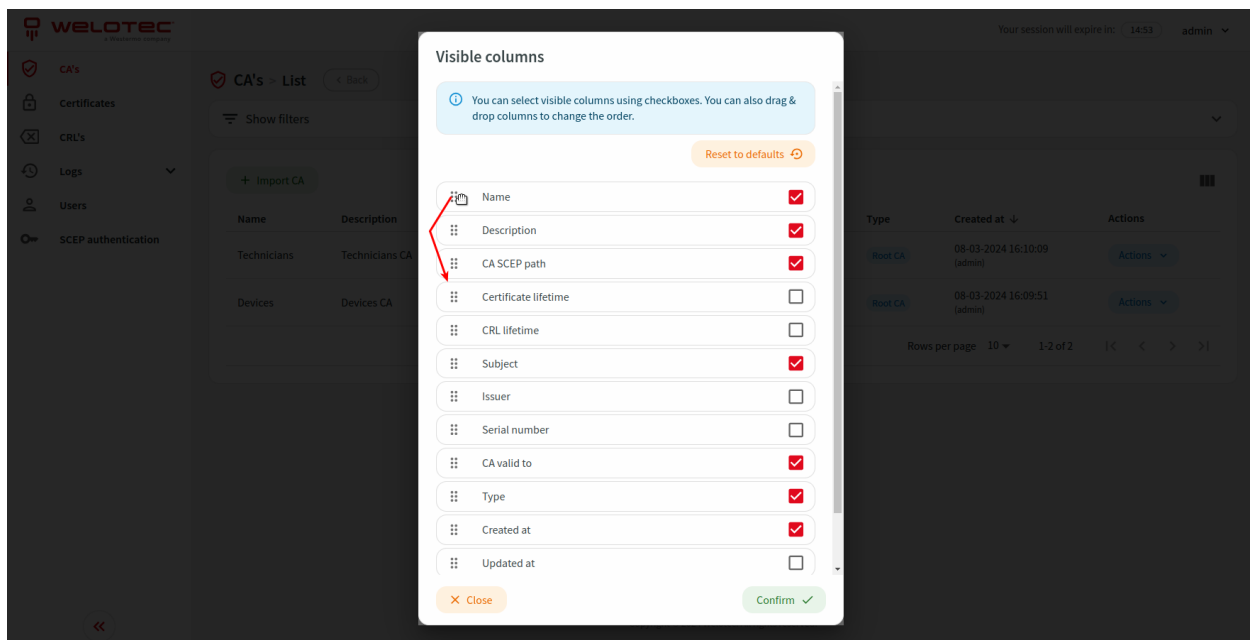 WELOTEC
a Westermo company
Your session will expire in: 14:53 admin
CA's
Certificates
CRL's
Logs
Users
SCEP authentication
CA's > List < Back
Show filters
+ Import CA
Name Description Type Created at ↓ Actions
Technicians Technicians CA Root CA 08-03-2024 16:10:09 Actions
(admin)
Devices Devices CA Root CA 08-03-2024 16:09:51 Actions
(admin)
Rows per page 10 1-2 of 2
Visible columns
You can select visible columns using checkboxes. You can also drag &
drop columns to change the order.
Reset to defaults
Name
Description
CA SCEP path
Certificate lifetime
CRL lifetime
Subject
Issuer
Serial number
CA valid to
Type
Created at
Updated at
Close
Confirm